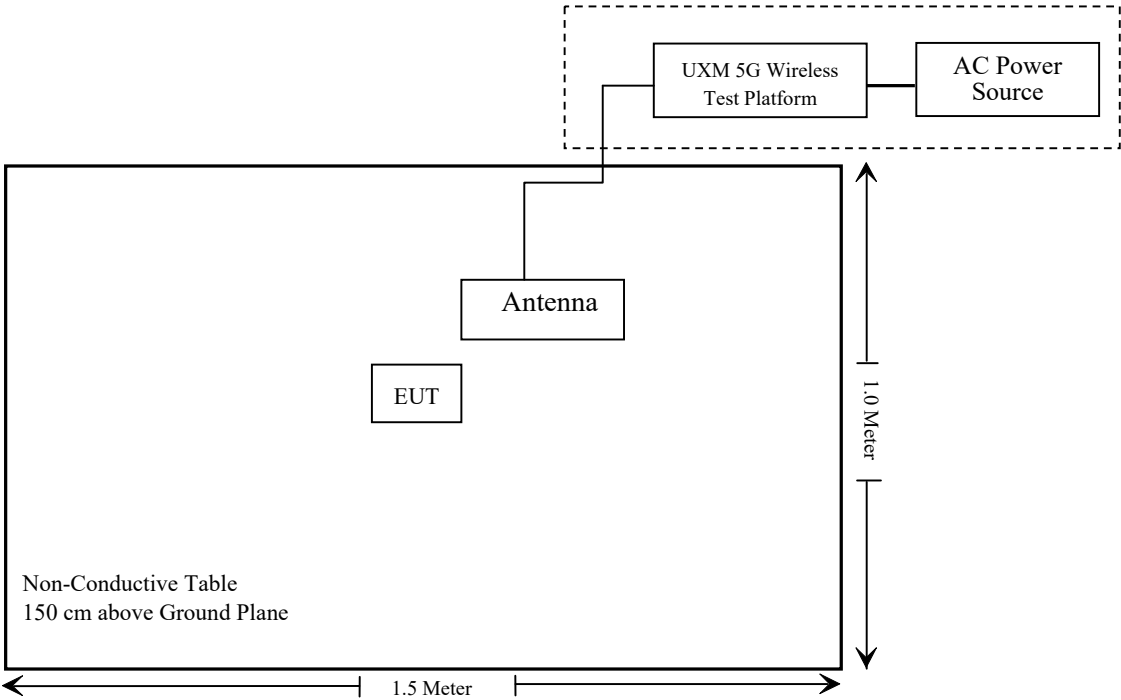 UXM 5G Wireless
Test Platform
AC Power
Source
Antenna
EUT
1.0 Meter
Non-Conductive Table
150 cm above Ground Plane
1.5 Meter